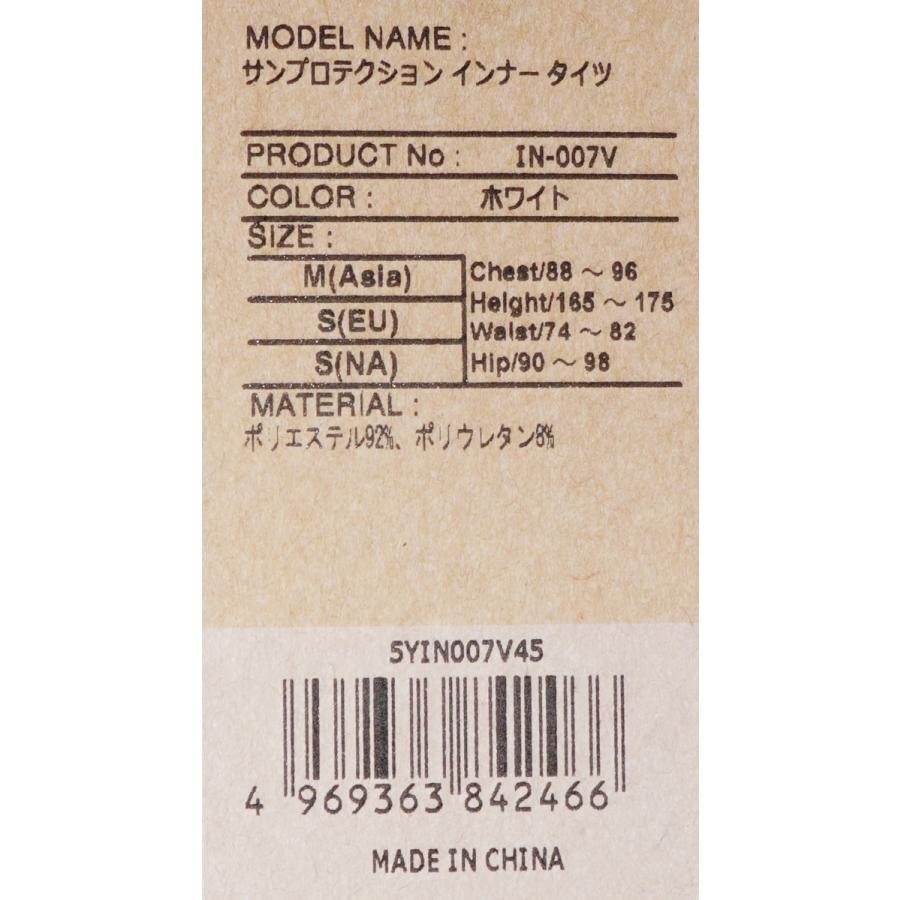 MODEL NAME :
サンプロテクション インナー タイツ
PRODUCT No : IN-007V
COLOR : ホワイト
SIZE :
M(Asia)
S(EU)
S(NA)
Chest/88 ～ 96
Height/165 ～ 175
Waist/74 ～ 82
Hip/90 ～ 98
MATERIAL :
ポリエステル92%、ポリウレタン8%
5YIN007V45
4 969363 842466
MADE IN CHINA